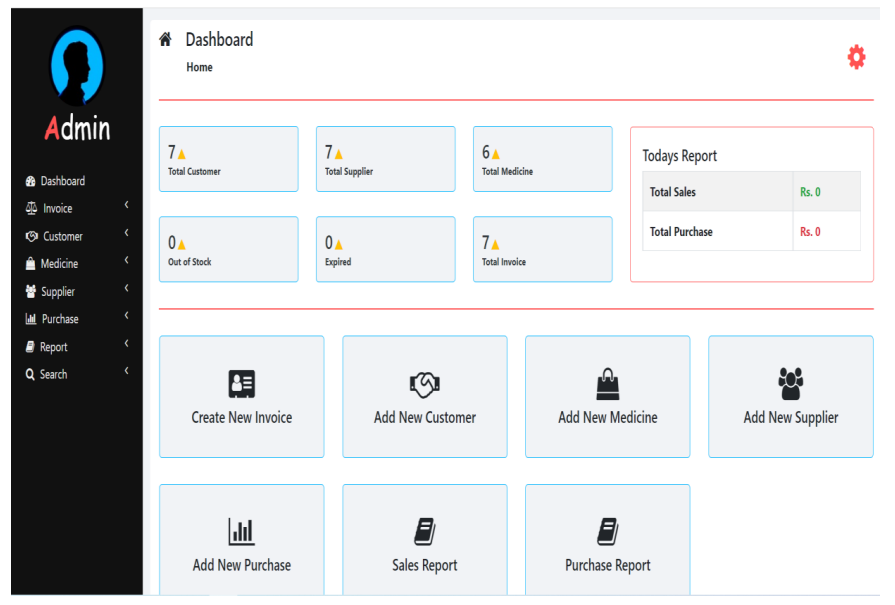 Admin
Dashboard
Invoice
Customer
Medicine
Supplier
Purchase
Report
Search
Dashboard
Home
7
Total Customer
7
Total Supplier
6
Total Medicine
0
Out of Stock
0
Expired
7
Total Invoice
Todays Report
Total Sales Rs. 0
Total Purchase Rs. 0
Create New Invoice
Add New Customer
Add New Medicine
Add New Supplier
Add New Purchase
Sales Report
Purchase Report